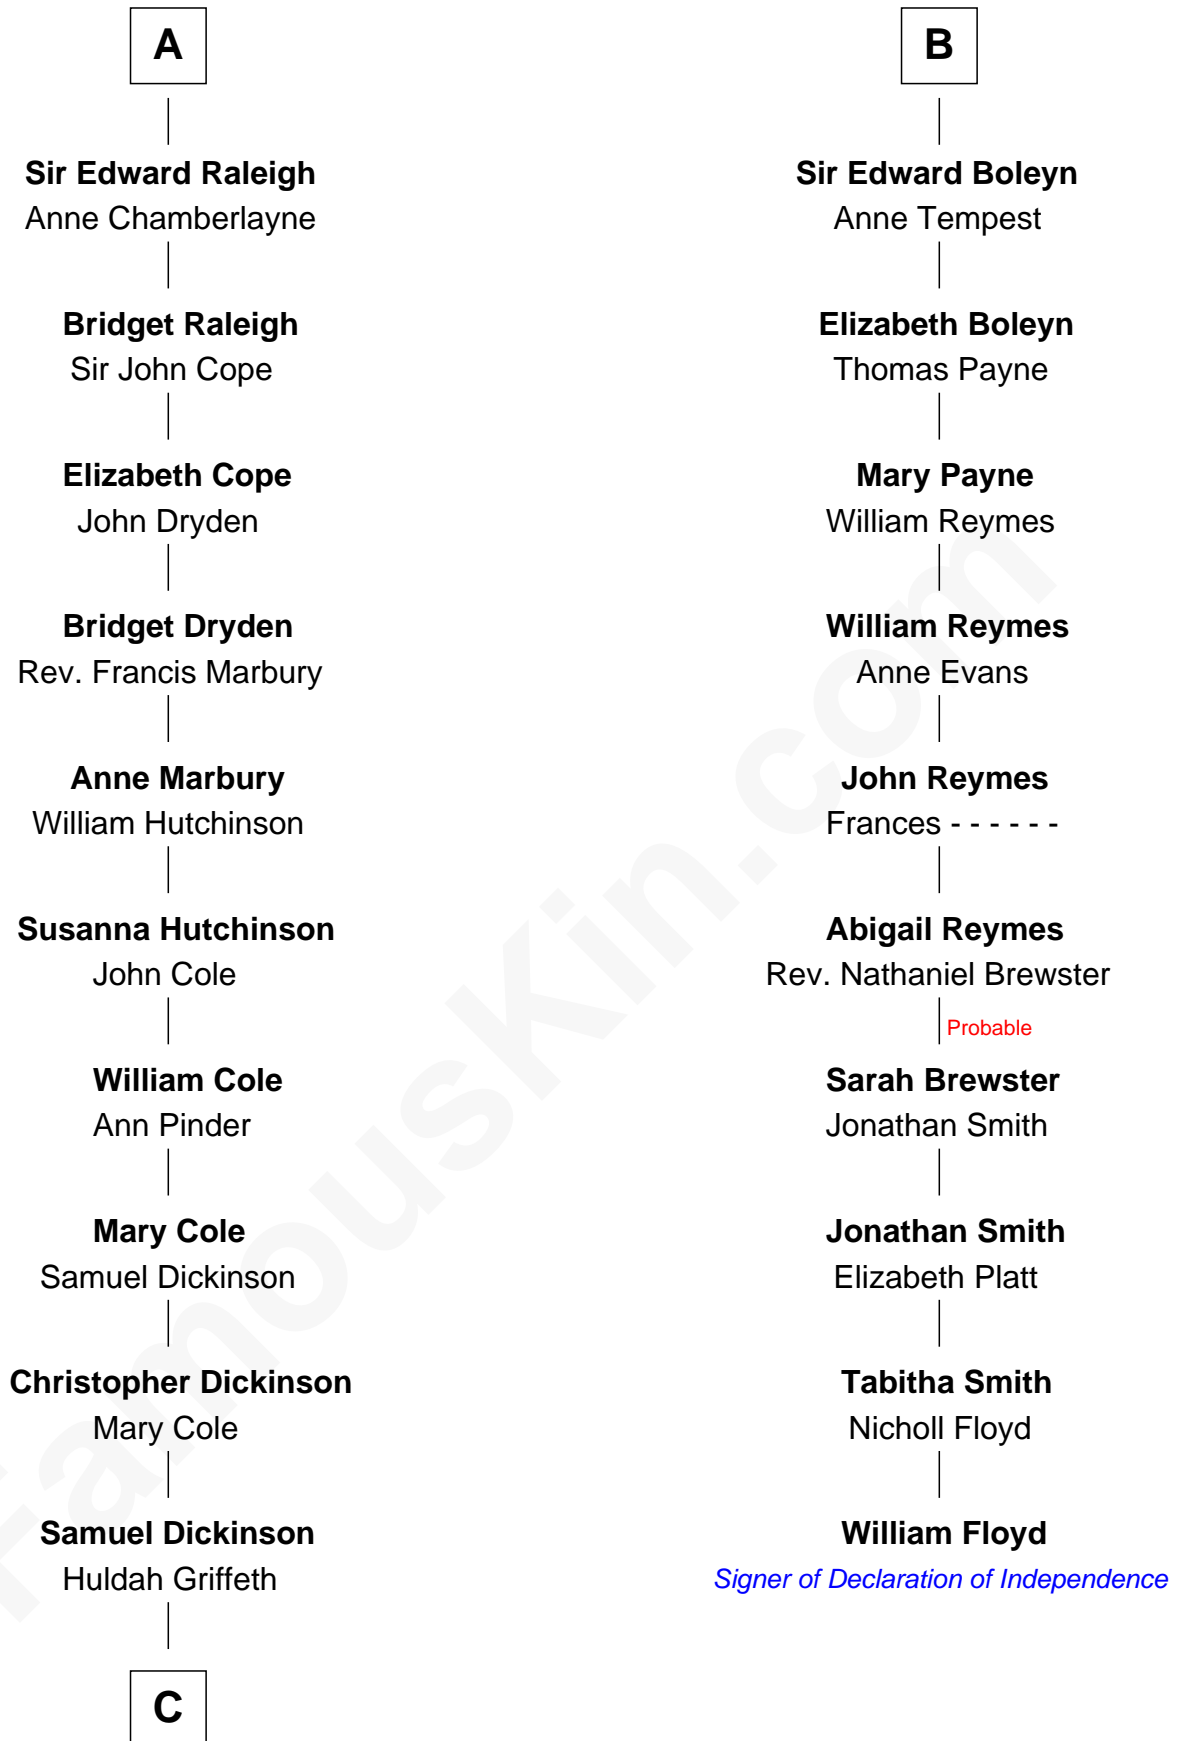 A
Sir Edward Raleigh
Anne Chamberlayne
Bridget Raleigh
Sir John Cope
Elizabeth Cope
John Dryden
Bridget Dryden
Rev. Francis Marbury
Anne Marbury
William Hutchinson
Susanna Hutchinson
John Cole
William Cole
Ann Pinder
Mary Cole
Samuel Dickinson
Christopher Dickinson
Mary Cole
Samuel Dickinson
Huldah Griffeth
C
B
Sir Edward Boleyn
Anne Tempest
Elizabeth Boleyn
Thomas Payne
Mary Payne
William Reymes
William Reymes
Anne Evans
John Reymes
Frances - - - - - -
Abigail Reymes
Rev. Nathaniel Brewster
Probable
Sarah Brewster
Jonathan Smith
Jonathan Smith
Elizabeth Platt
Tabitha Smith
Nicholl Floyd
William Floyd
Signer of Declaration of Independence
FamousKin.com